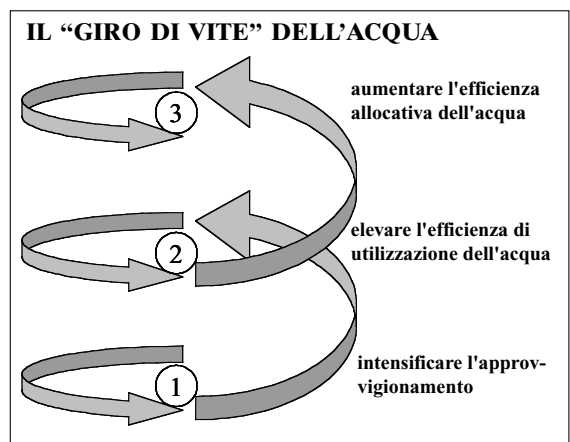 IL “GIRO DI VITE” DELL'ACQUA
aumentare l'efficienza
allocativa dell'acqua
3
elevare l'efficienza di
utilizzazione dell'acqua
2
intensificare l'approv-
vigionamento
1